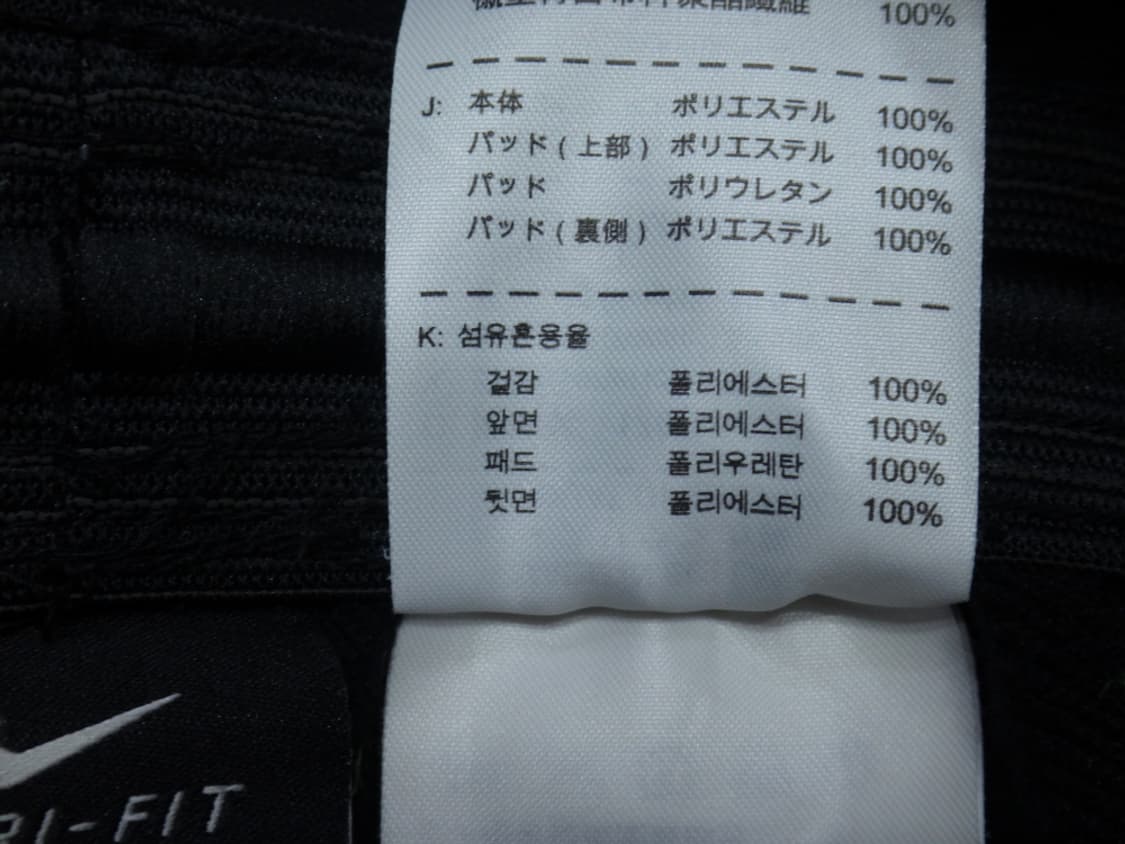 100%
J: 本体 ポリエステル 100%
パッド ( 上部 ) ポリエステル 100%
パッド ポリウレタン 100%
パッド ( 裏側 ) ポリエステル 100%
K: 섬유혼용율
겉감 폴리에스터 100%
앞면 폴리에스터 100%
패드 폴리우레탄 100%
뒷면 폴리에스터 100%
RI-FIT